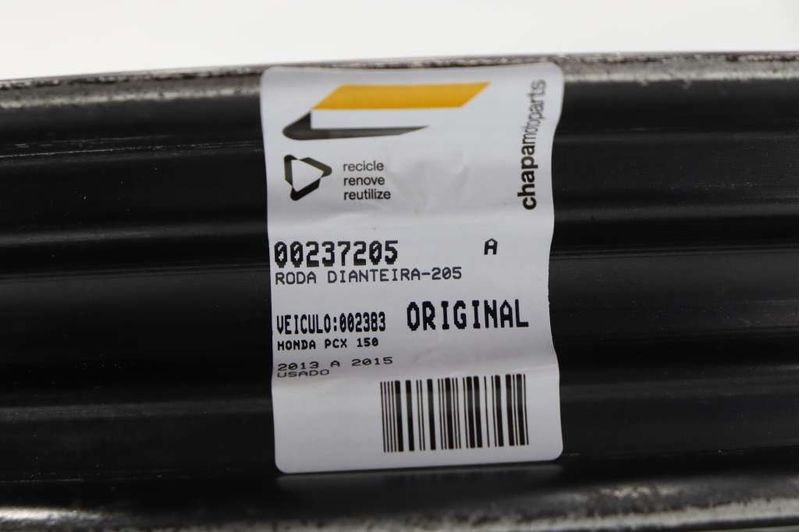 chapamotoparts
recicle
renove
reutilize
00237205 A
RODA DIANTEIRA-205
VEICULO:002383 ORIGINAL
HONDA PCX 150
2013 A 2015
USADO